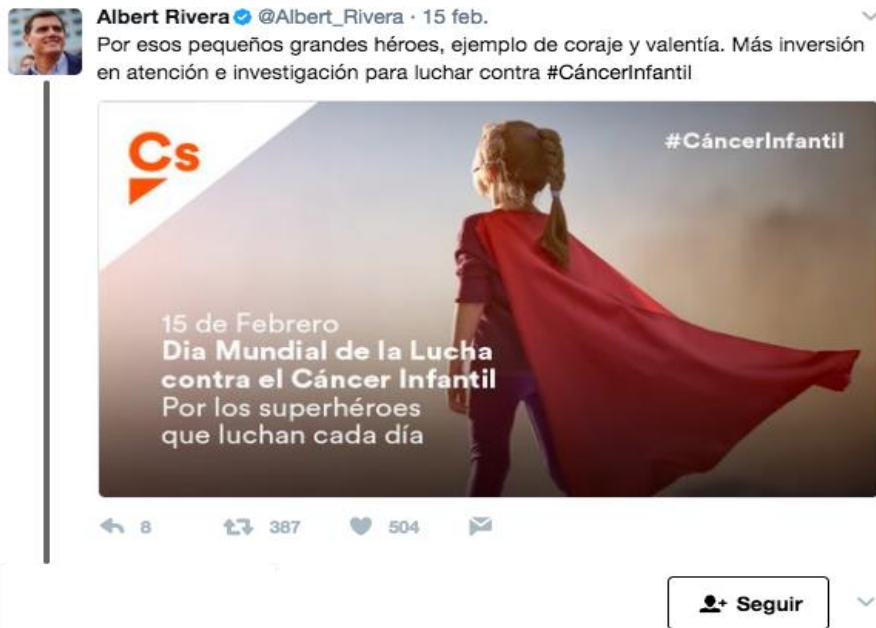 Albert Rivera @Albert_Rivera · 15 feb.
Por esos pequeños grandes héroes, ejemplo de coraje y valentía. Más inversión
en atención e investigación para luchar contra #CáncerInfantil
Cs
#CáncerInfantil
15 de Febrero
Dia Mundial de la Lucha
contra el Cáncer Infantil
Por los superhéroes
que luchan cada día
8 387 504
Seguir